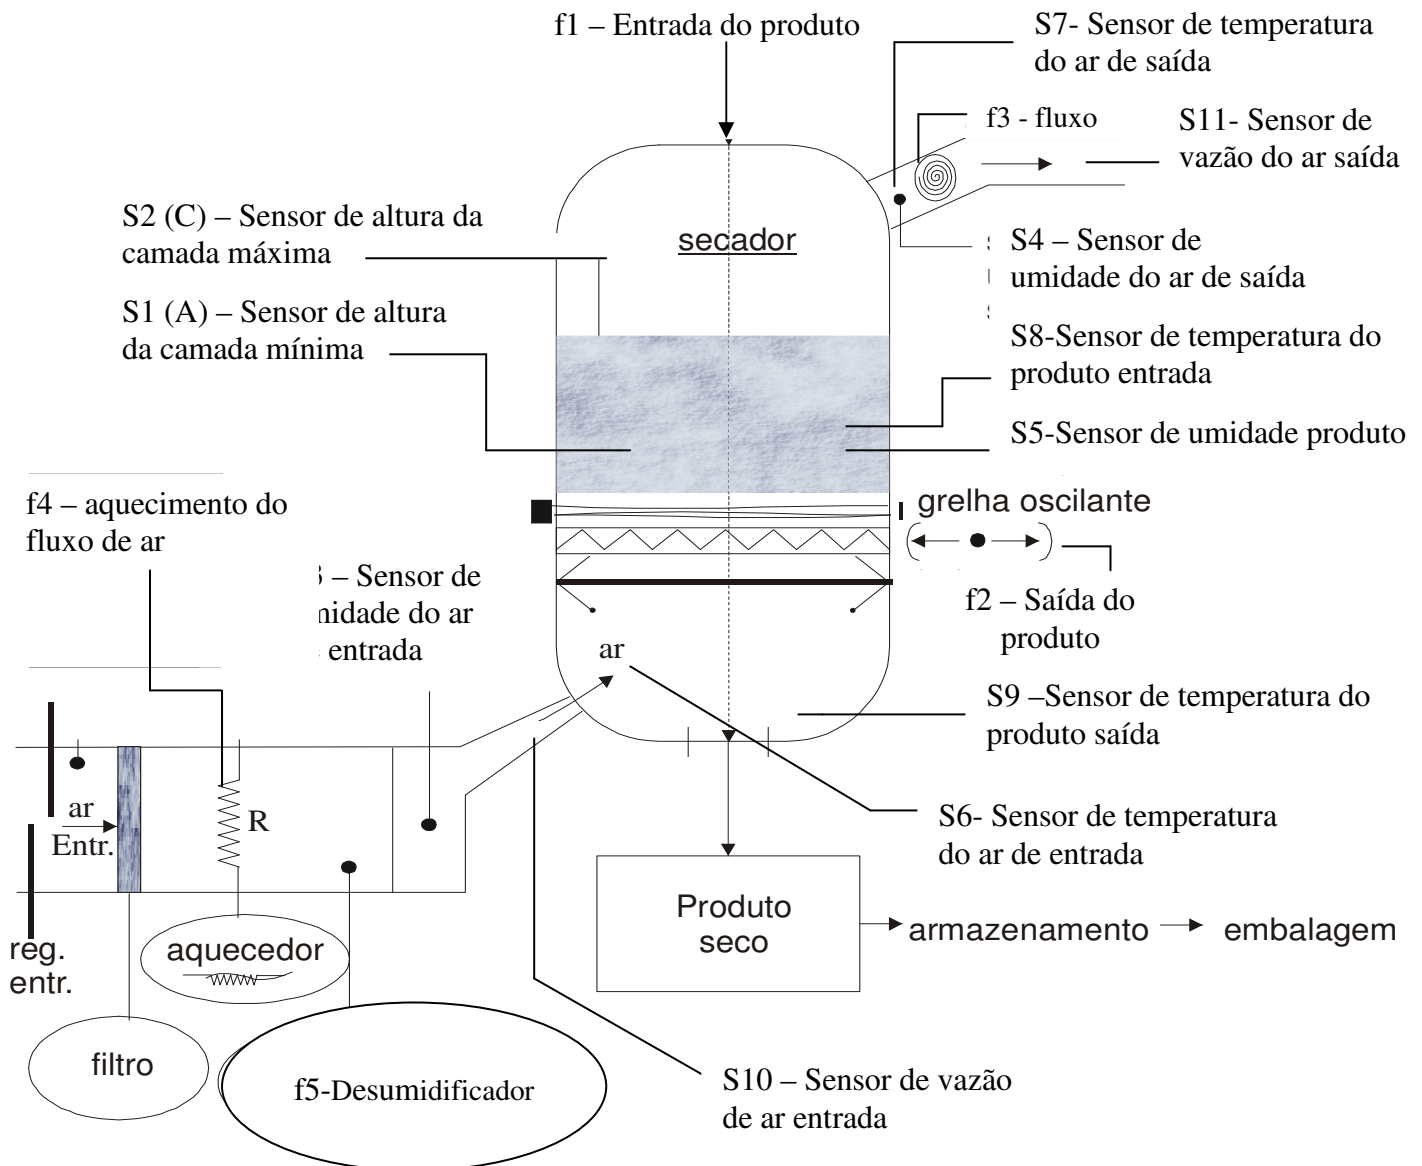 f1 – Entrada do produto
S7- Sensor de temperatura
do ar de saída
f3 - fluxo
S11- Sensor de
vazão do ar saída
S2 (C) – Sensor de altura da
camada máxima
secador
S4 – Sensor de
umidade do ar de saída
S1 (A) – Sensor de altura
da camada mínima
S8-Sensor de temperatura do
produto entrada
S5-Sensor de umidade produto
grelha oscilante
f4 – aquecimento do
fluxo de ar
– Sensor de
do ar
entrada
f2 – Saída do
produto
ar
S9 –Sensor de temperatura do
produto saída
ar
Entr.
R
S6- Sensor de temperatura
do ar de entrada
Produto
seco
armazenamento
embalagem
reg.
entr.
aquecedor
filtro
f5-Desumidificador
S10 – Sensor de vazão
de ar entrada